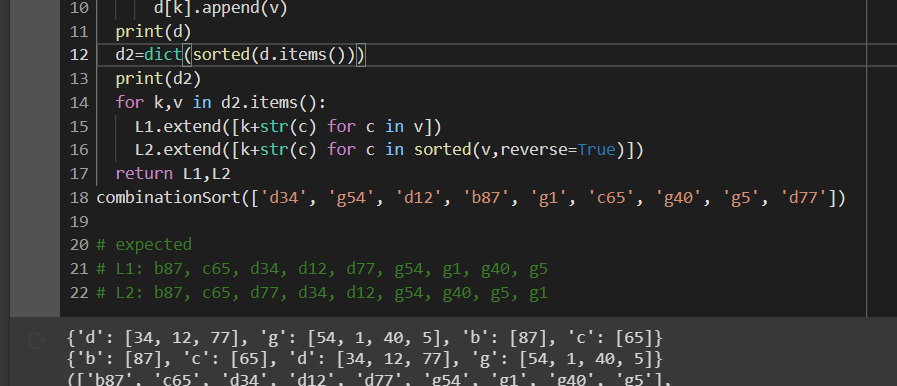 10 d[k].append(v)
11 print(d)
12 d2=dict(sorted(d.items()))
13 print(d2)
14 for k,v in d2.items():
15 L1.extend([k+str(c) for c in v])
16 L2.extend([k+str(c) for c in sorted(v,reverse=True)])
17 return L1,L2
18 combinationSort(['d34', 'g54', 'd12', 'b87', 'g1', 'c65', 'g40', 'g5', 'd77'])
19
20 # expected
21 # L1: b87, c65, d34, d12, d77, g54, g1, g40, g5
22 # L2: b87, c65, d77, d34, d12, g54, g40, g5, g1
{'d': [34, 12, 77], 'g': [54, 1, 40, 5], 'b': [87], 'c': [65]}
{'b': [87], 'c': [65], 'd': [34, 12, 77], 'g': [54, 1, 40, 5]}
(['b87', 'c65', 'd34', 'd12', 'd77', 'g54', 'g1', 'g40', 'g5'],